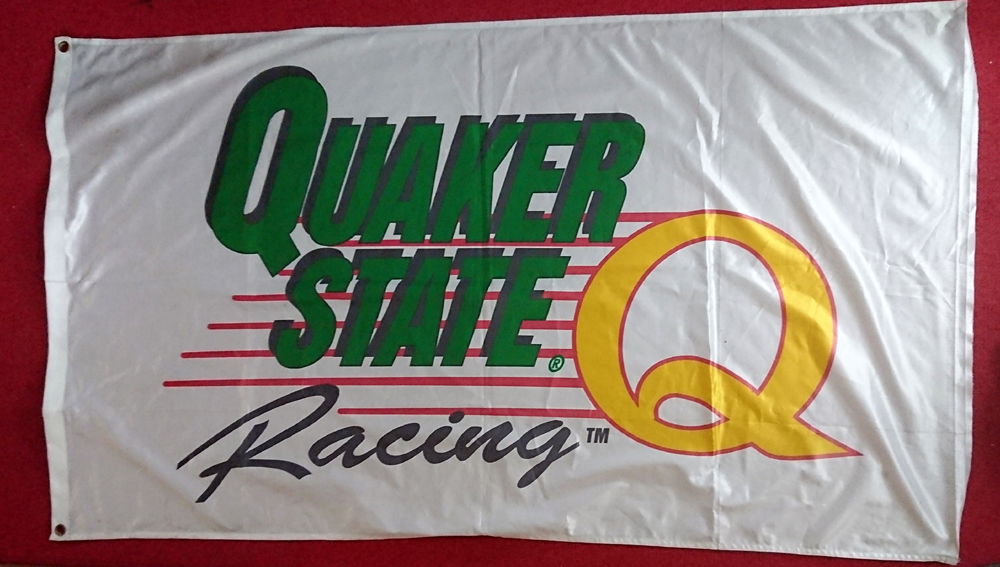 QUAKER
STATE®
Racing™
Q